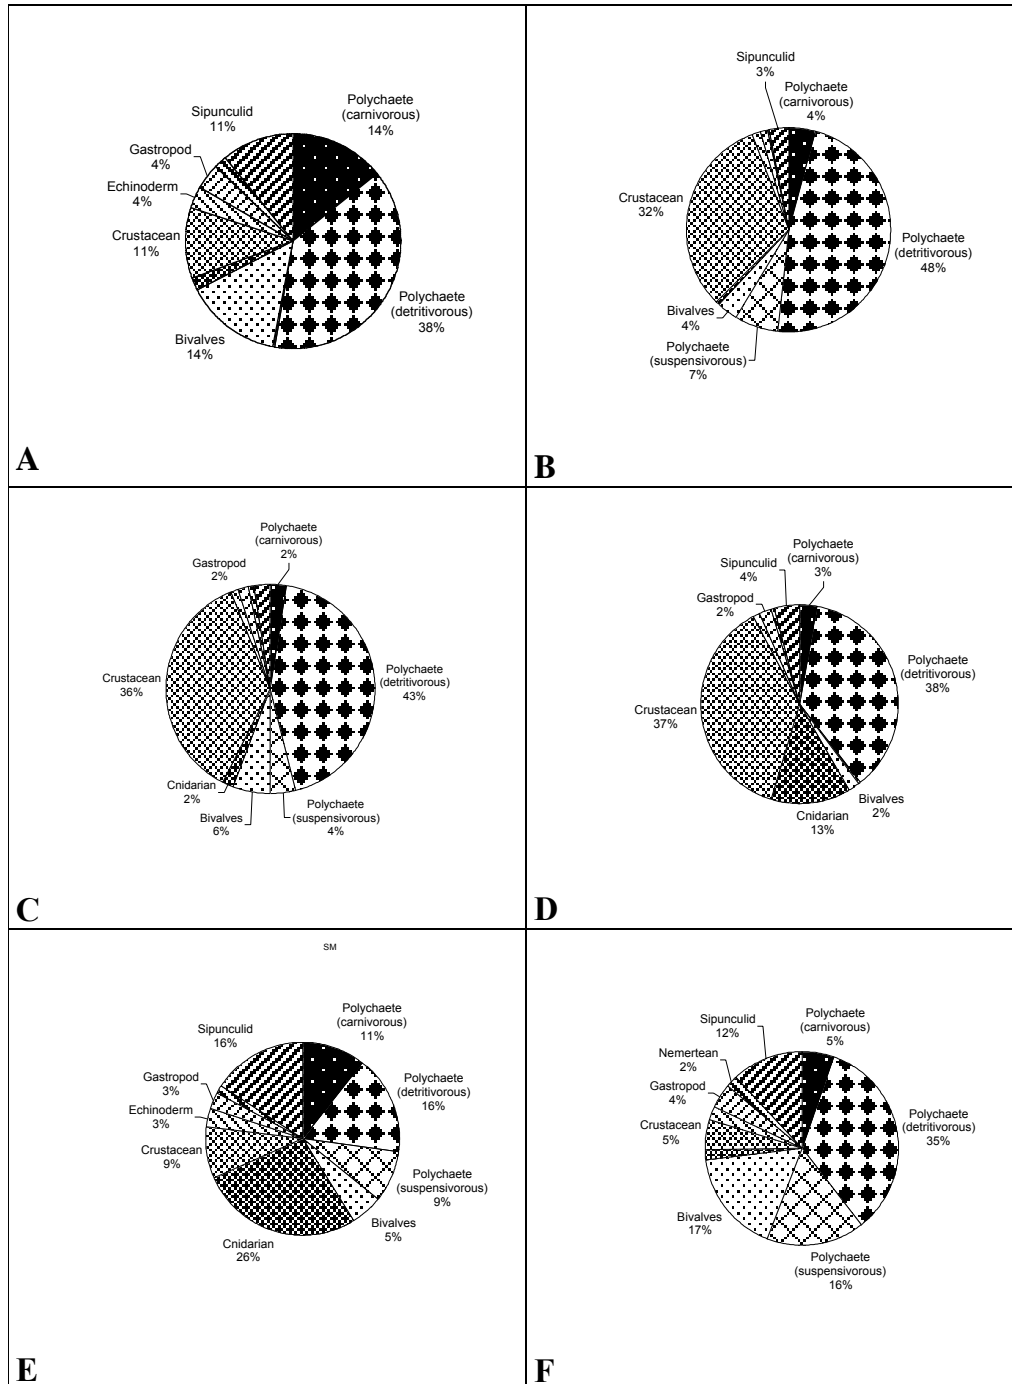 Sipunculid
11%
Polychaete
(carnivorous)
14%
Gastropod
4%
Echinoderm
4%
Crustacean
11%
Polychaete
(detritivorous)
38%
Bivalves
14%
A
Sipunculid
3%
Polychaete
(carnivorous)
4%
Crustacean
32%
Polychaete
(detritivorous)
48%
Bivalves
4%
Polychaete
(suspensivorous)
7%
B
Polychaete
(carnivorous)
2%
Gastropod
2%
Crustacean
36%
Polychaete
(detritivorous)
43%
Cnidarian
2%
Bivalves
6%
Polychaete
(suspensivorous)
4%
C
Polychaete
(carnivorous)
3%
Sipunculid
4%
Gastropod
2%
Polychaete
(detritivorous)
38%
Crustacean
37%
Bivalves
2%
Cnidarian
13%
D
SM
Polychaete
(carnivorous)
11%
Sipunculid
16%
Gastropod
3%
Echinoderm
3%
Crustacean
9%
Polychaete
(detritivorous)
16%
Polychaete
(suspensivorous)
9%
Bivalves
5%
Cnidarian
26%
E
Sipunculid
12%
Polychaete
(carnivorous)
5%
Nemertean
2%
Gastropod
4%
Crustacean
5%
Polychaete
(detritivorous)
35%
Bivalves
17%
Polychaete
(suspensivorous)
16%
F